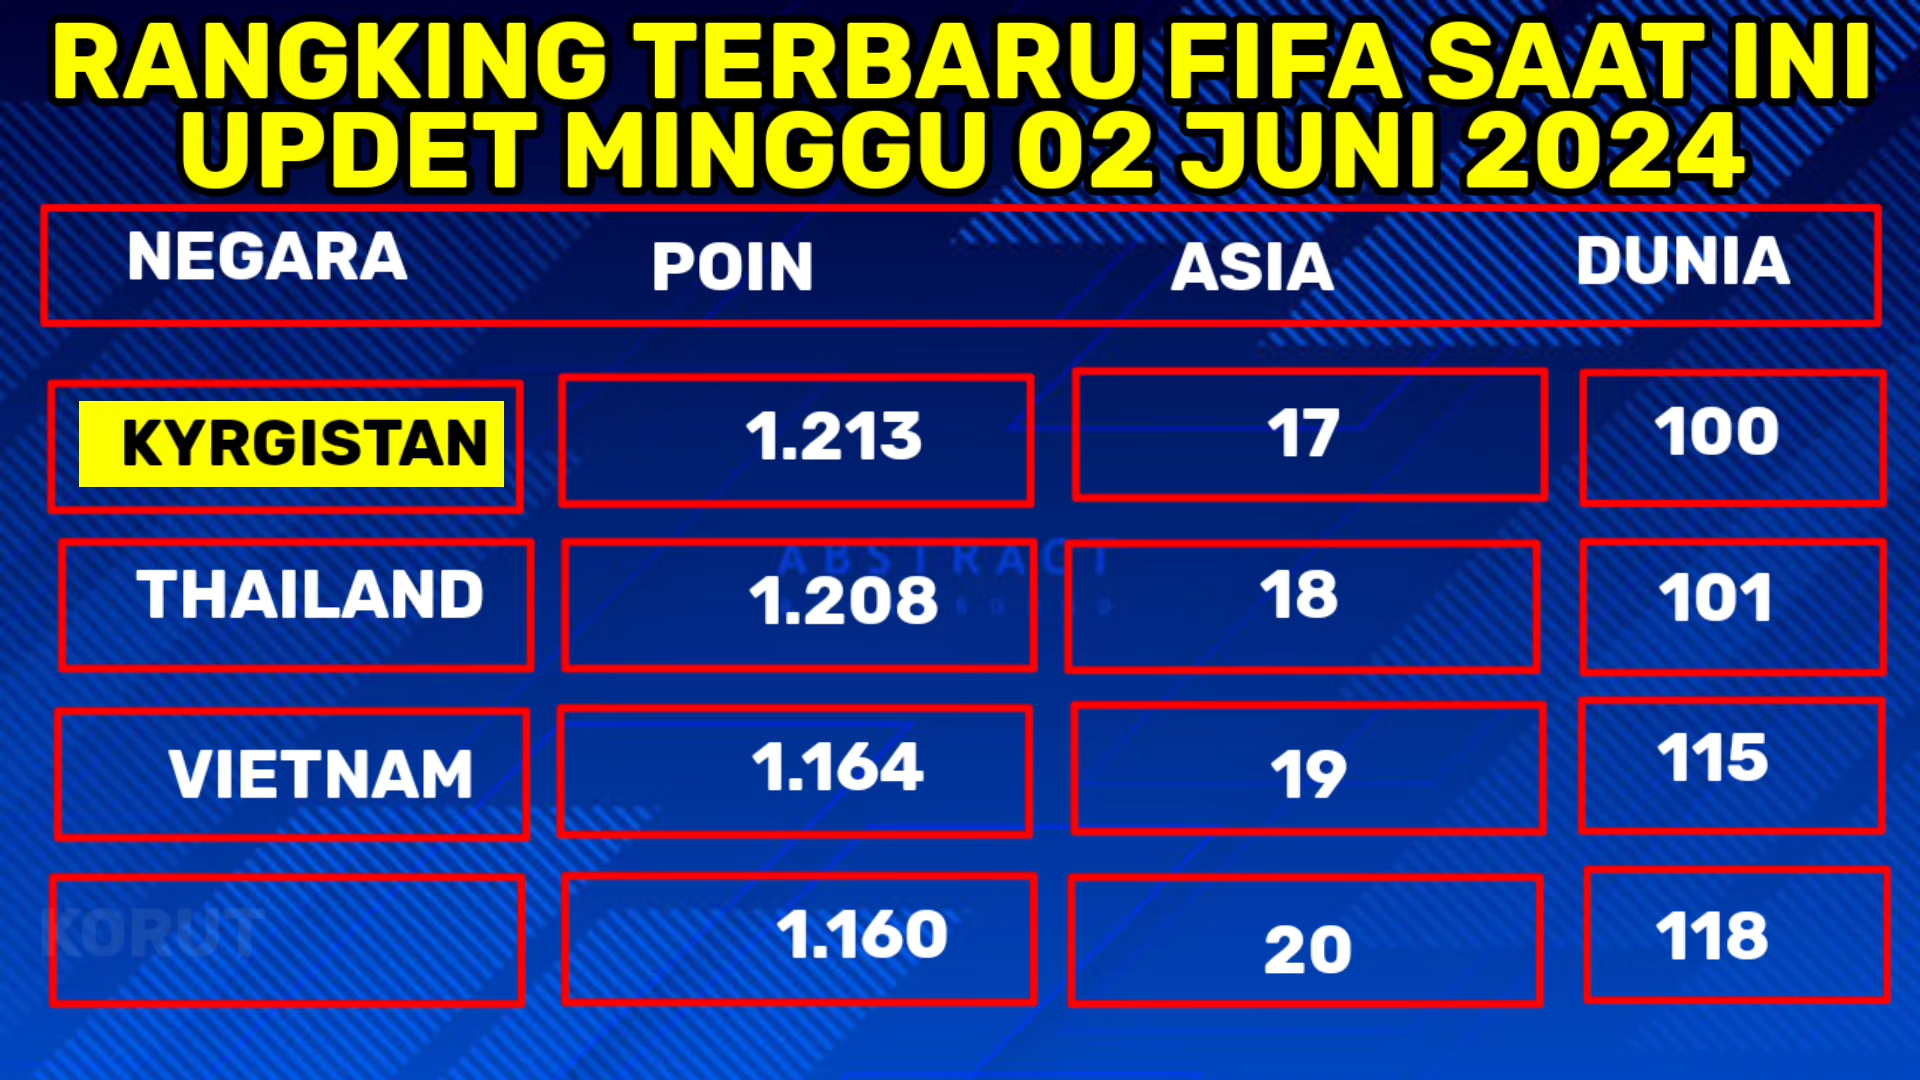 RANGKING TERBARU FIFA SAAT INI
UPDET MINGGU 02 JUNI 2024
NEGARA POIN ASIA DUNIA
KYRGISTAN 1.213 17 100
ABSTRACT
THAILAND 1.208 18 101
VIETNAM 1.164 19 115
KORUT 1.160 20 118